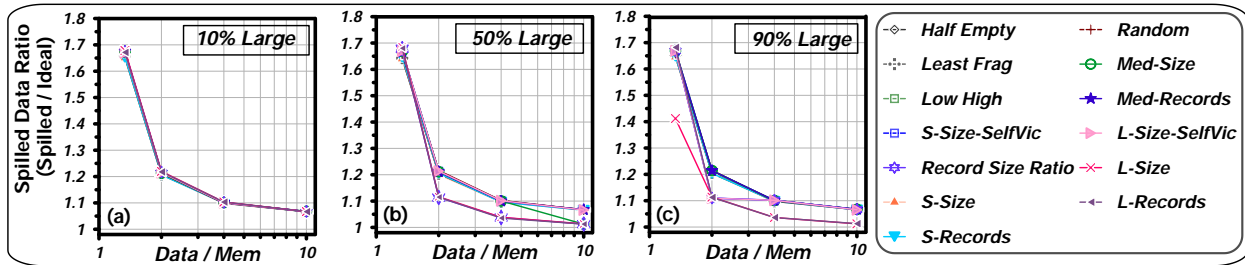 Spilled Data Ratio
(Spilled / Ideal)
1.8
1.7
1.6
1.5
1.4
1.3
1.2
1.1
1
10% Large
(a)
1
10
Data / Mem
1.8
1.7
1.6
1.5
1.4
1.3
1.2
1.1
1
50% Large
(b)
1
10
Data / Mem
1.8
1.7
1.6
1.5
1.4
1.3
1.2
1.1
1
90% Large
(c)
1
10
Data / Mem
Half Empty
Least Frag
Low High
S-Size-SelfVic
Record Size Ratio
S-Size
S-Records
Random
Med-Size
Med-Records
L-Size-SelfVic
L-Size
L-Records